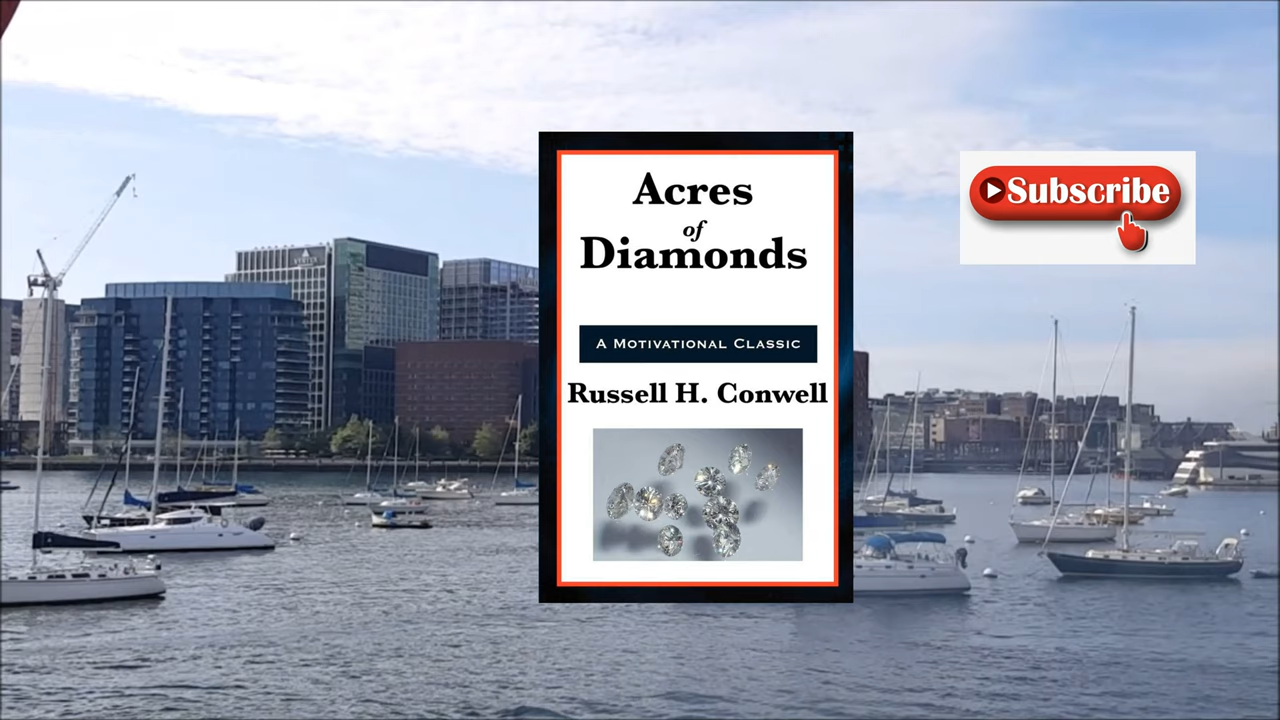 Acres
of
Diamonds
A Motivational Classic
Russell H. Conwell
Subscribe